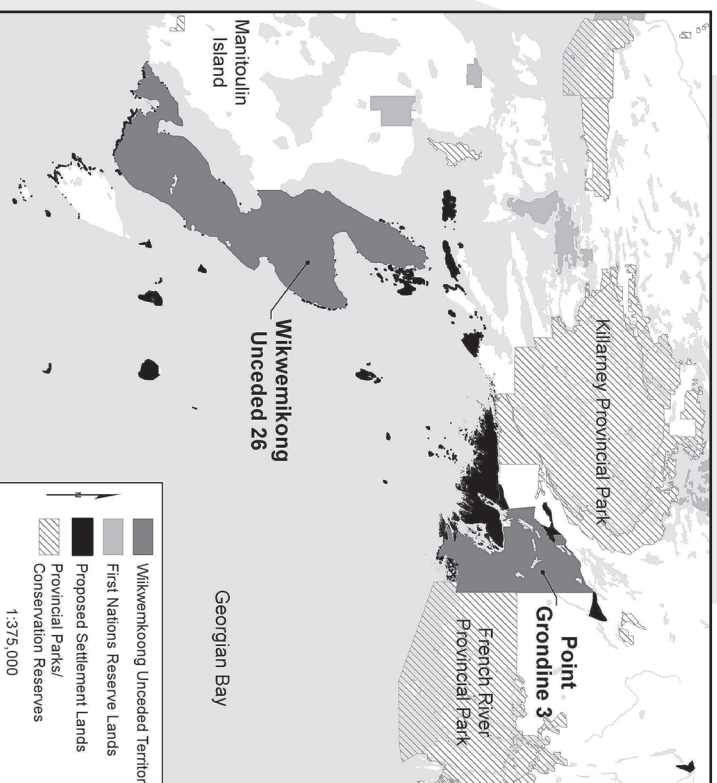 Manitoulin
Island
Killarney Provincial Park
Wikwemikong
Unceded 26
Point
Grondine 3
French River
Provincial Park
Georgian Bay
Wiikwemkoong Unceded Territor
First Nations Reserve Lands
Proposed Settlement Lands
Provincial Parks/
Conservation Reserves
1:375,000
N